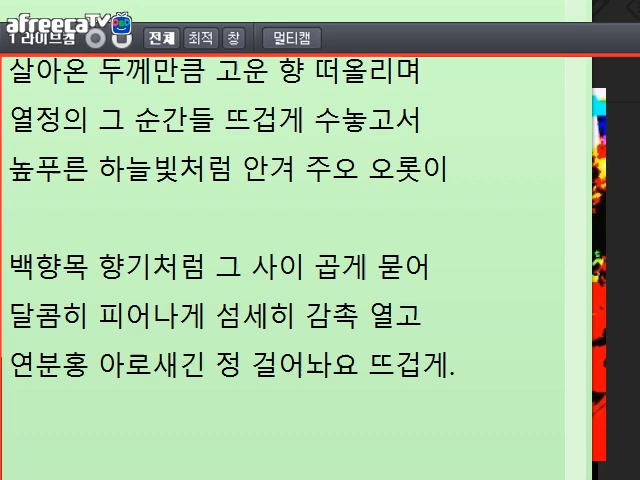 afreecaTV
1 라이브캠 전체 최적 창 멀티캠
살아온 두께만큼 고운 향 떠올리며
열정의 그 순간들 뜨겁게 수놓고서
높푸른 하늘빛처럼 안겨 주오 오롯이
백향목 향기처럼 그 사이 곱게 묻어
달콤히 피어나게 섬세히 감촉 열고
연분홍 아로새긴 정 걸어놔요 뜨겁게.